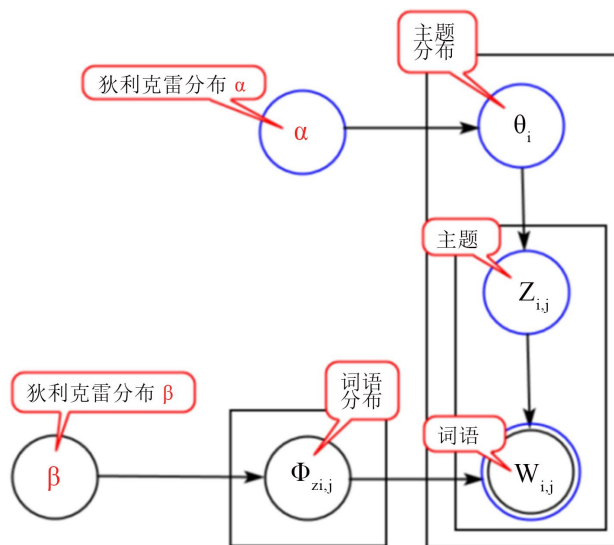 主题
分布
狄利克雷分布 α
α
θi
主题
Zi,j
词语
分布
狄利克雷分布 β
词语
β
Φzi,j
Wi,j